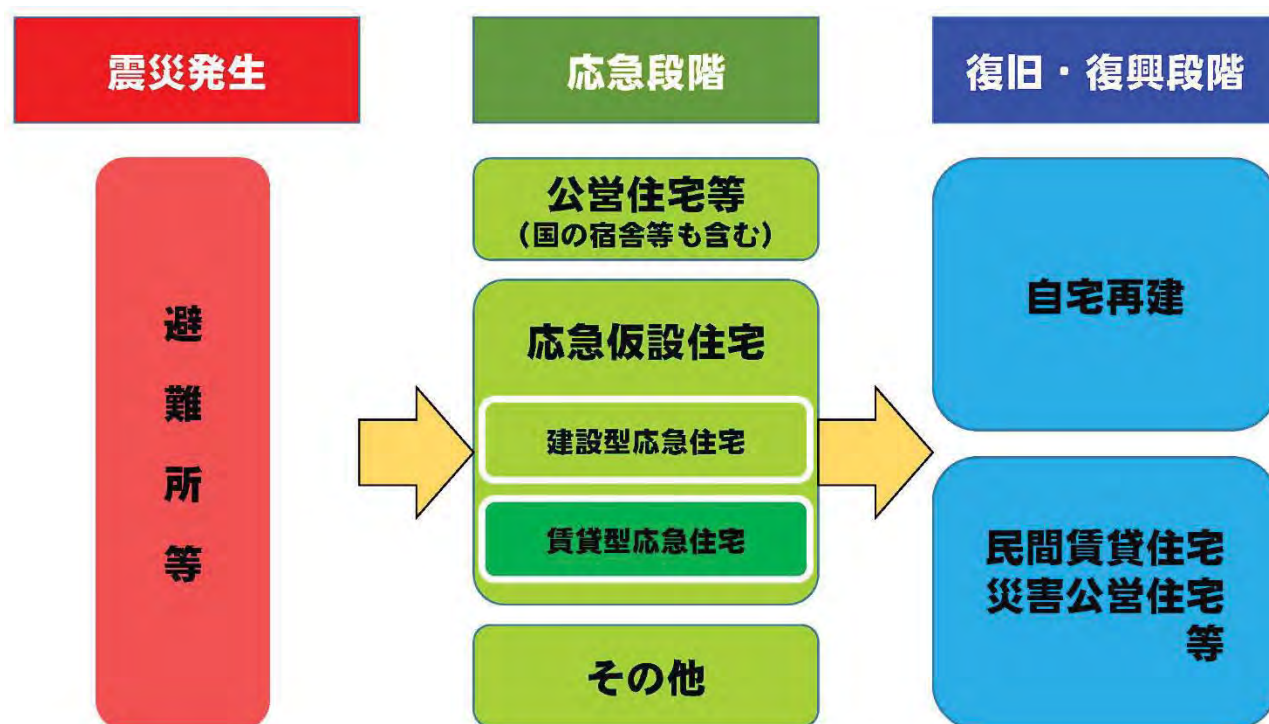 震災発生
避難所等
応急段階
公営住宅等
(国の宿舎等も含む)
応急仮設住宅
建設型応急住宅
賃貸型応急住宅
その他
復旧・復興段階
自宅再建
民間賃貸住宅
災害公営住宅
等